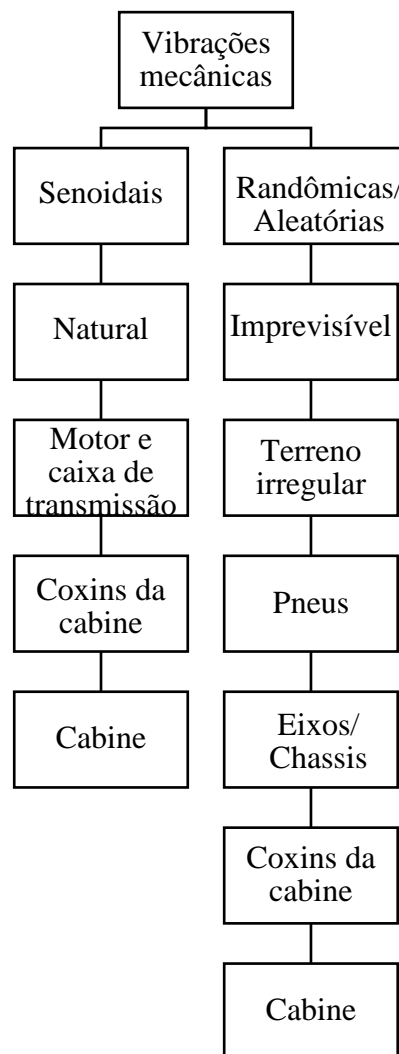 Vibrações
mecânicas
Senoidais
Randômicas/
Aleatórias
Natural
Imprevisível
Motor e
caixa de
transmissão
Terreno
irregular
Coxins da
cabine
Pneus
Cabine
Eixos/
Chassis
Coxins da
cabine
Cabine